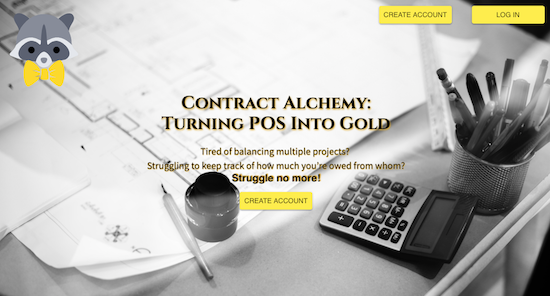 CREATE ACCOUNT
LOG IN
Contract Alchemy:
Turning POS Into Gold
Tired of balancing multiple projects?
Struggling to keep track of how much you're owed from whom?
Struggle no more!
CREATE ACCOUNT